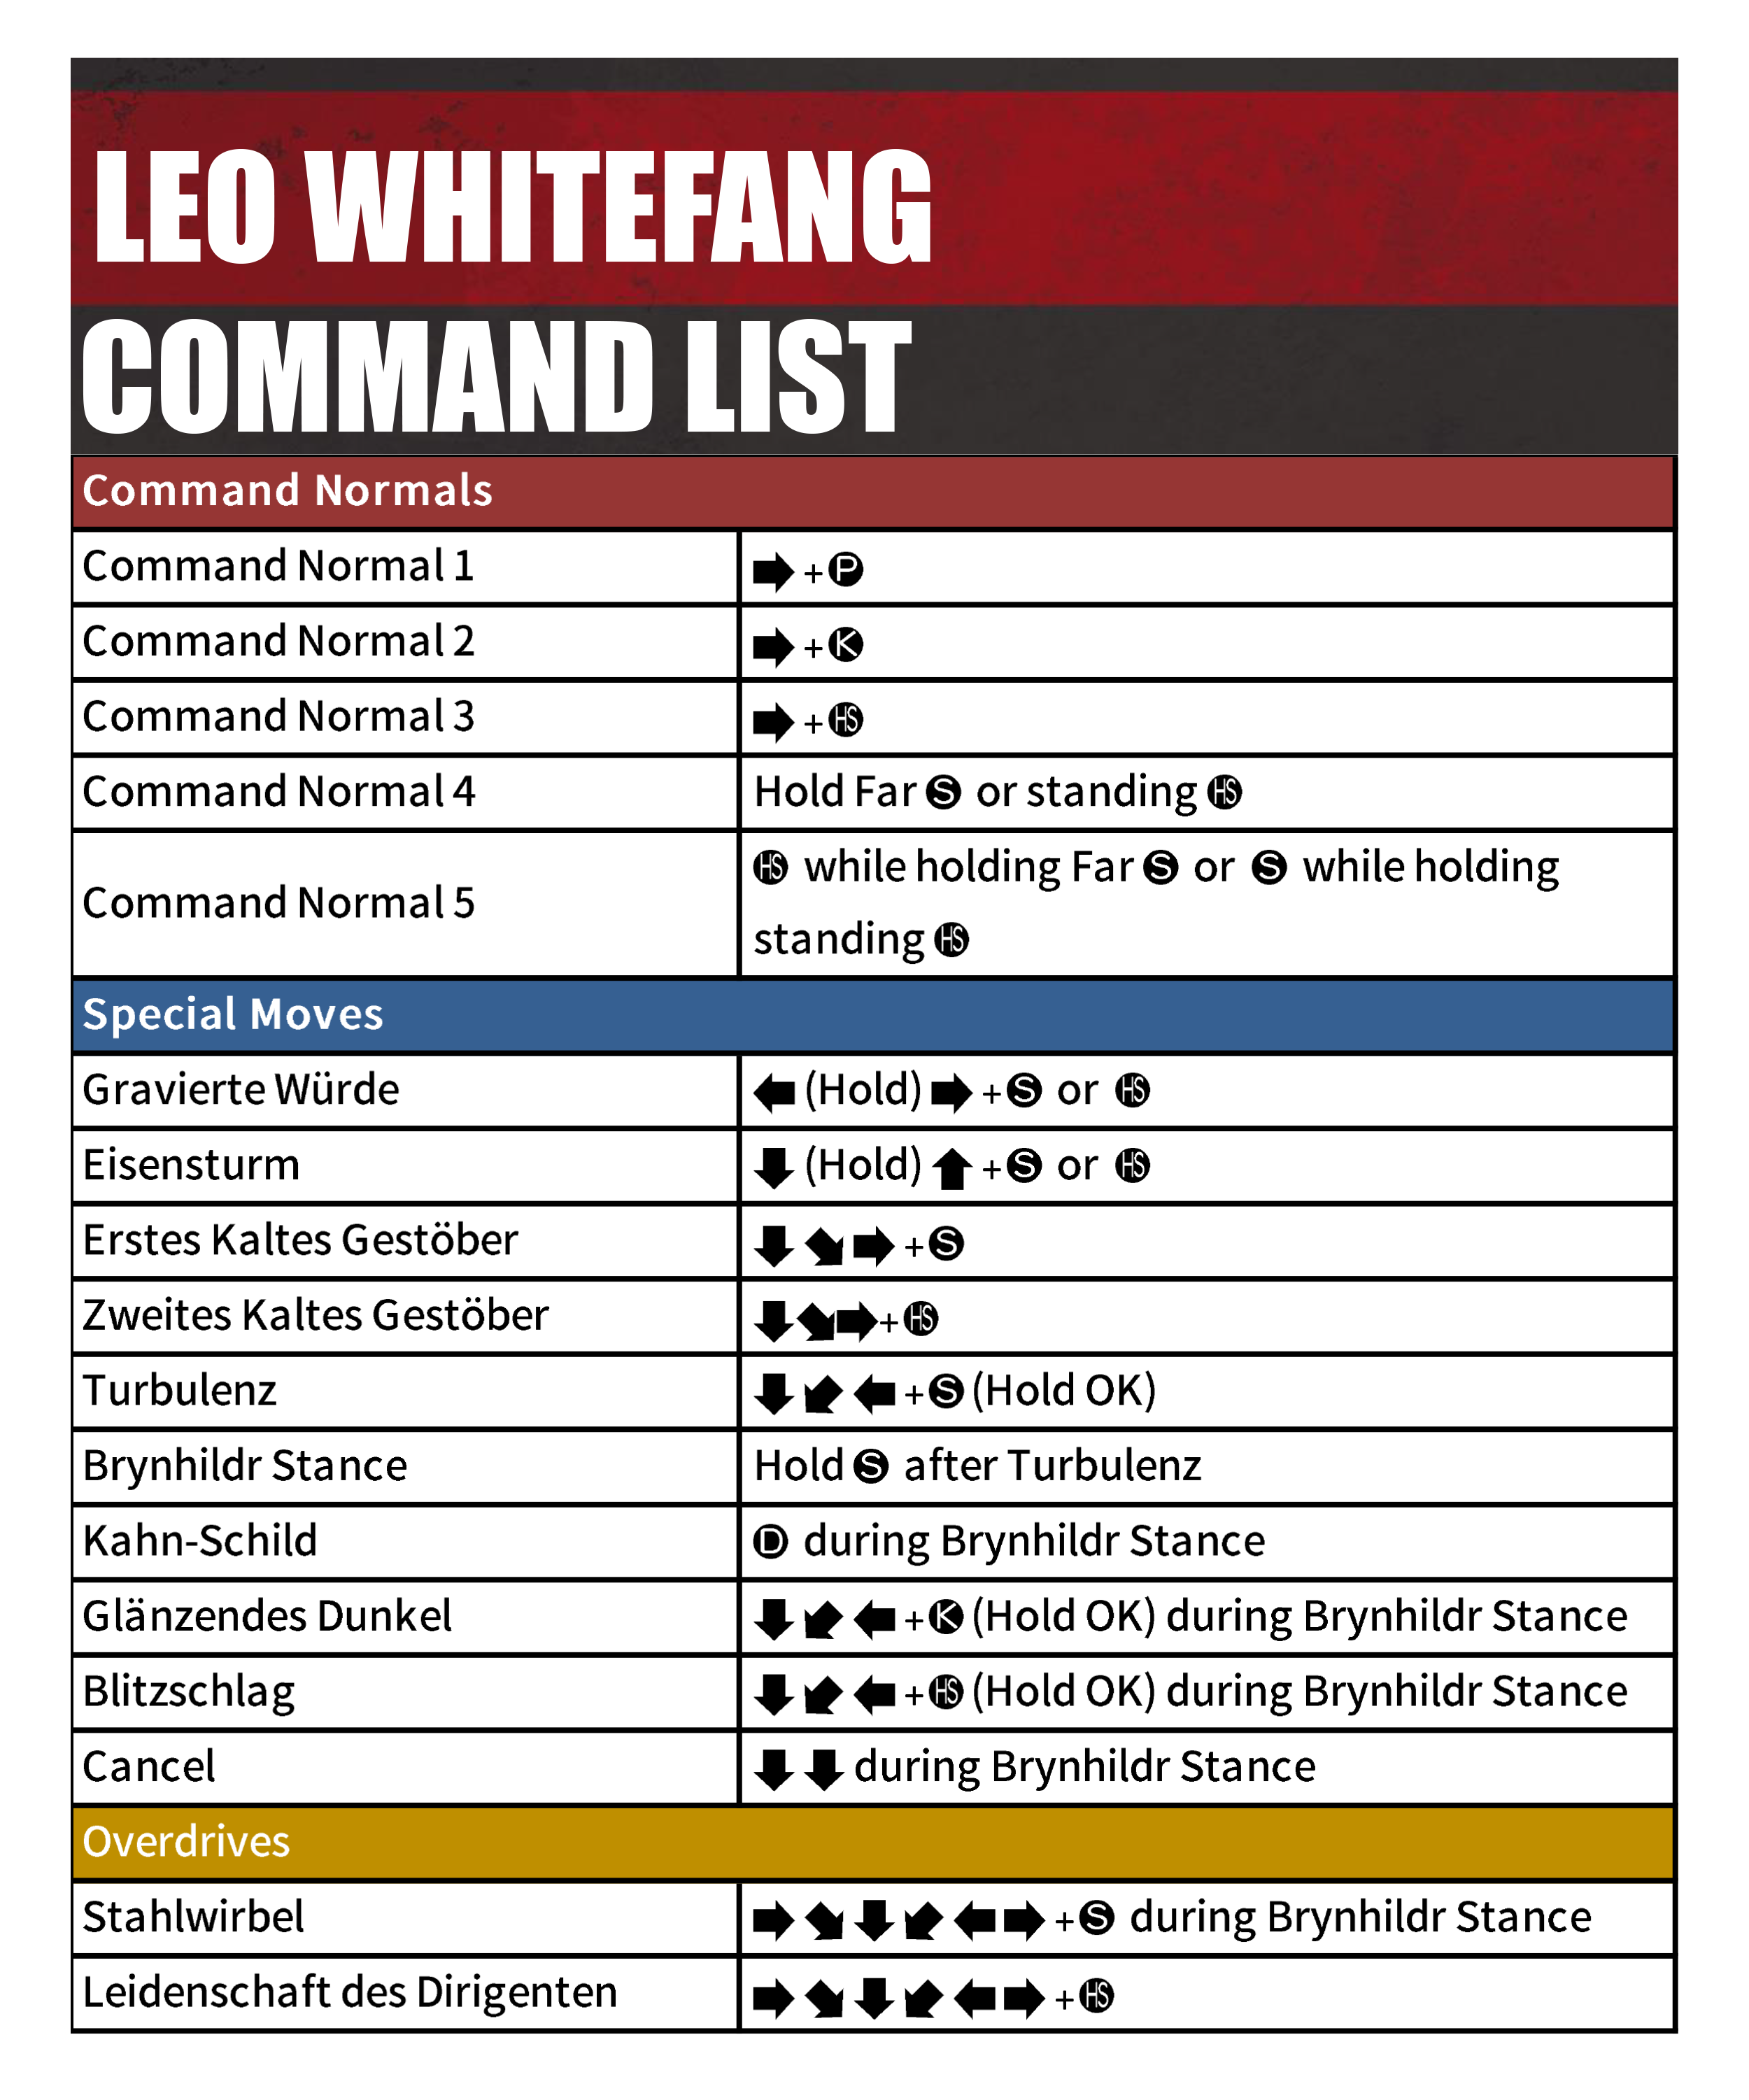 LEO WHITEFANG
COMMAND LIST
Command Normals
Command Normal 1 ➡ + P
Command Normal 2 ➡ + K
Command Normal 3 ➡ + HS
Command Normal 4 Hold Far S or standing HS
Command Normal 5 HS while holding Far S or S while holding
standing HS
Special Moves
Gravierte Würde ⬅ (Hold) ➡ + S or HS
Eisensturm ⬇ (Hold) ⬆ + S or HS
Erstes Kaltes Gestöber ⬇ ⬊ ➡ + S
Zweites Kaltes Gestöber ⬇ ⬊ ➡ + HS
Turbulenz ⬇ ⬋ ⬅ + S (Hold OK)
Brynhildr Stance Hold S after Turbulenz
Kahn-Schild D during Brynhildr Stance
Glänzendes Dunkel ⬇ ⬋ ⬅ + K (Hold OK) during Brynhildr Stance
Blitzschlag ⬇ ⬋ ⬅ + HS (Hold OK) during Brynhildr Stance
Cancel ⬇ ⬇ during Brynhildr Stance
Overdrives
Stahlwirbel ➡ ⬊ ⬇ ⬋ ⬅ ➡ + S during Brynhildr Stance
Leidenschaft des Dirigenten ➡ ⬊ ⬇ ⬋ ⬅ ➡ + HS